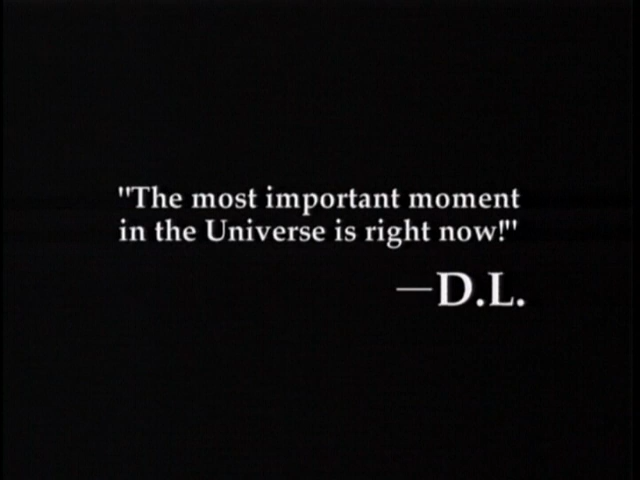 "The most important moment
in the Universe is right now!"
—D.L.